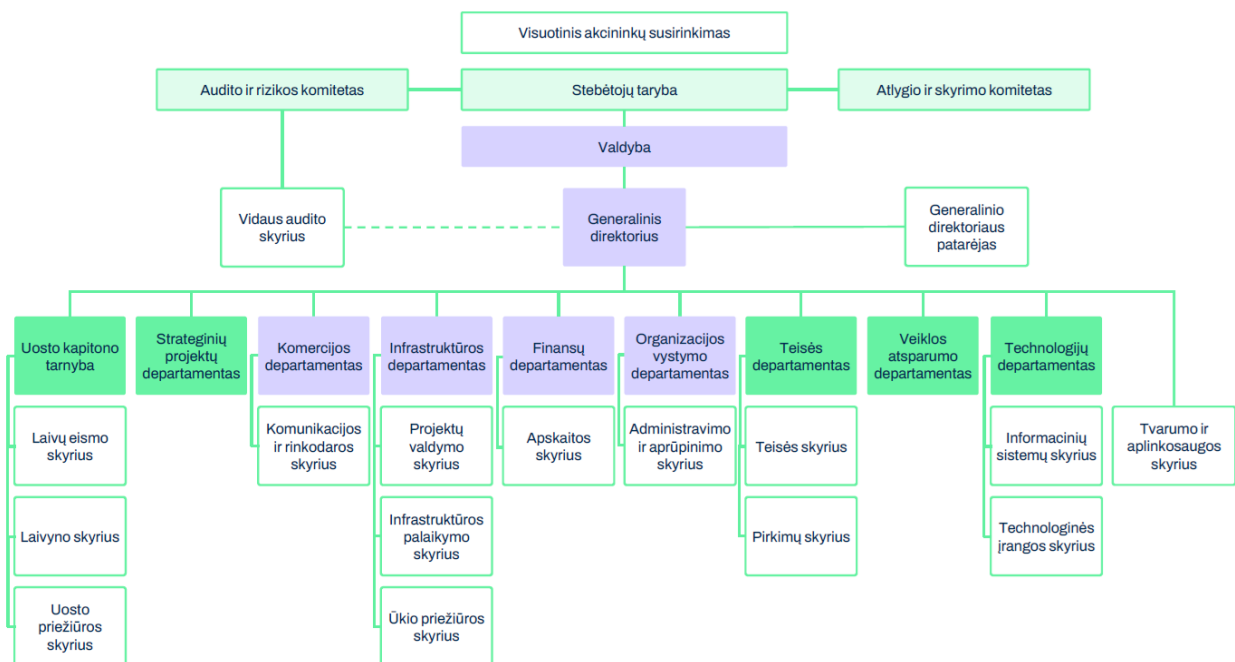 Visuotinis akcininkų susirinkimas
Audito ir rizikos komitetas
Stebėtojų taryba
Atlygio ir skyrimo komitetas
Valdyba
Vidaus audito
skyrius
Generalinis
direktorius
Generalinio
direktoriaus
patarėjas
Uosto kapitono
tarnyba
Strateginių
projektų
departamentas
Komercijos
departamentas
Infrastruktūros
departamentas
Finansų
departamentas
Organizacijos
vystymo
departamentas
Teisės
departamentas
Veiklos
atsparumo
departamentas
Technologijų
departamentas
Laivų eismo
skyrius
Komunikacijos
ir rinkodaros
skyrius
Projektų
valdymo
skyrius
Apskaitos
skyrius
Administravimo
ir aprūpinimo
skyrius
Teisės skyrius
Informacinių
sistemų skyrius
Tvarumo ir
aplinkosaugos
skyrius
Laivyno skyrius
Infrastruktūros
palaikymo
skyrius
Pirkimų skyrius
Technologinės
įrangos skyrius
Uosto
priežiūros
skyrius
Ūkio priežiūros
skyrius